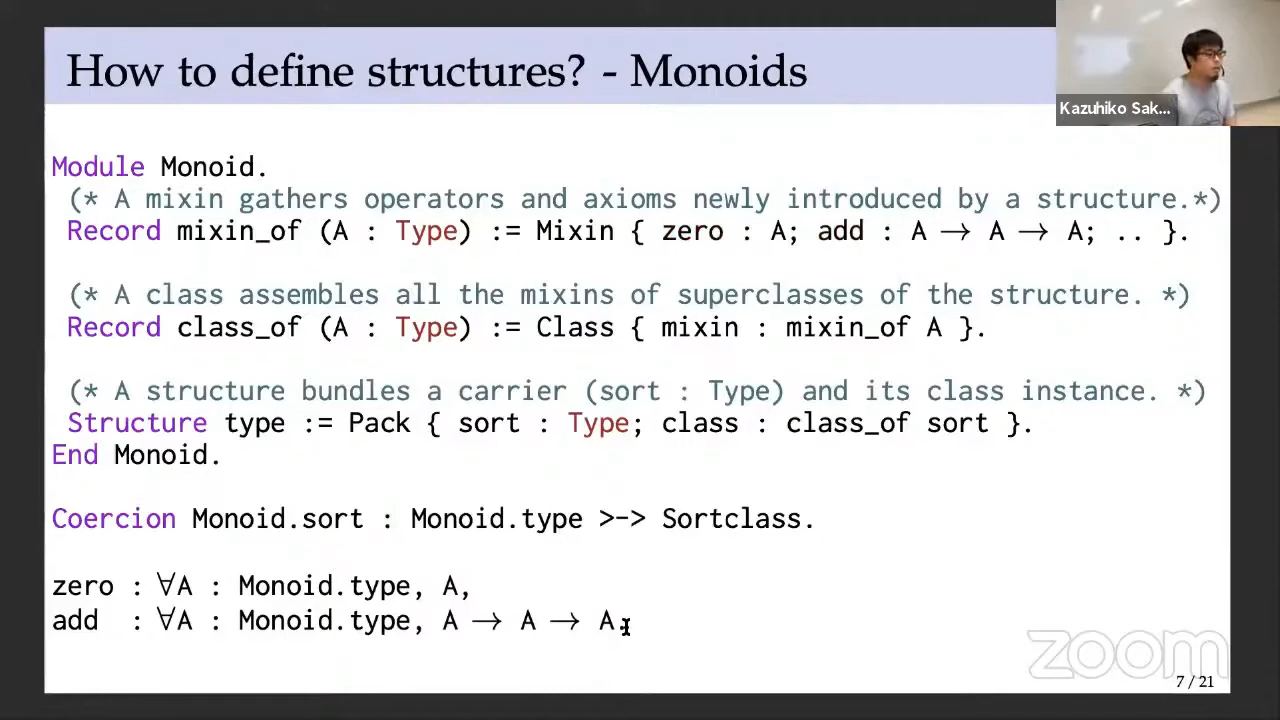 How to define structures? - Monoids
Kazuhiko Sak...
Module Monoid.
(* A mixin gathers operators and axioms newly introduced by a structure.*)
Record mixin_of (A : Type) := Mixin { zero : A; add : A → A → A; .. }.
(* A class assembles all the mixins of superclasses of the structure. *)
Record class_of (A : Type) := Class { mixin : mixin_of A }.
(* A structure bundles a carrier (sort : Type) and its class instance. *)
Structure type := Pack { sort : Type; class : class_of sort }.
End Monoid.
Coercion Monoid.sort : Monoid.type >-> Sortclass.
zero : ∀A : Monoid.type, A,
add : ∀A : Monoid.type, A → A → A,
zoom
7 / 21